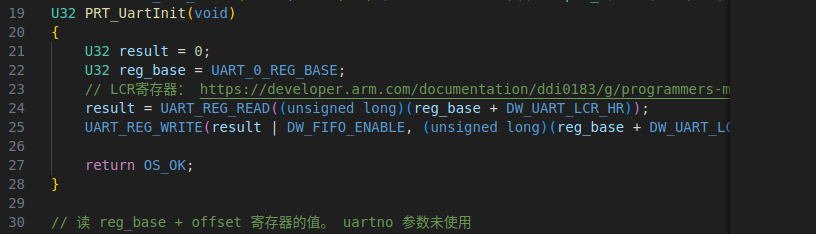 19 U32 PRT_UartInit(void)
20 {
21 U32 result = 0;
22 U32 reg_base = UART_0_REG_BASE;
23 // LCR寄存器: https://developer.arm.com/documentation/ddi0183/g/programmers-m
24 result = UART_REG_READ((unsigned long)(reg_base + DW_UART_LCR_HR));
25 UART_REG_WRITE(result | DW_FIFO_ENABLE, (unsigned long)(reg_base + DW_UART_LC
26
27 return OS_OK;
28 }
29
30 // 读 reg_base + offset 寄存器的值。 uartno 参数未使用